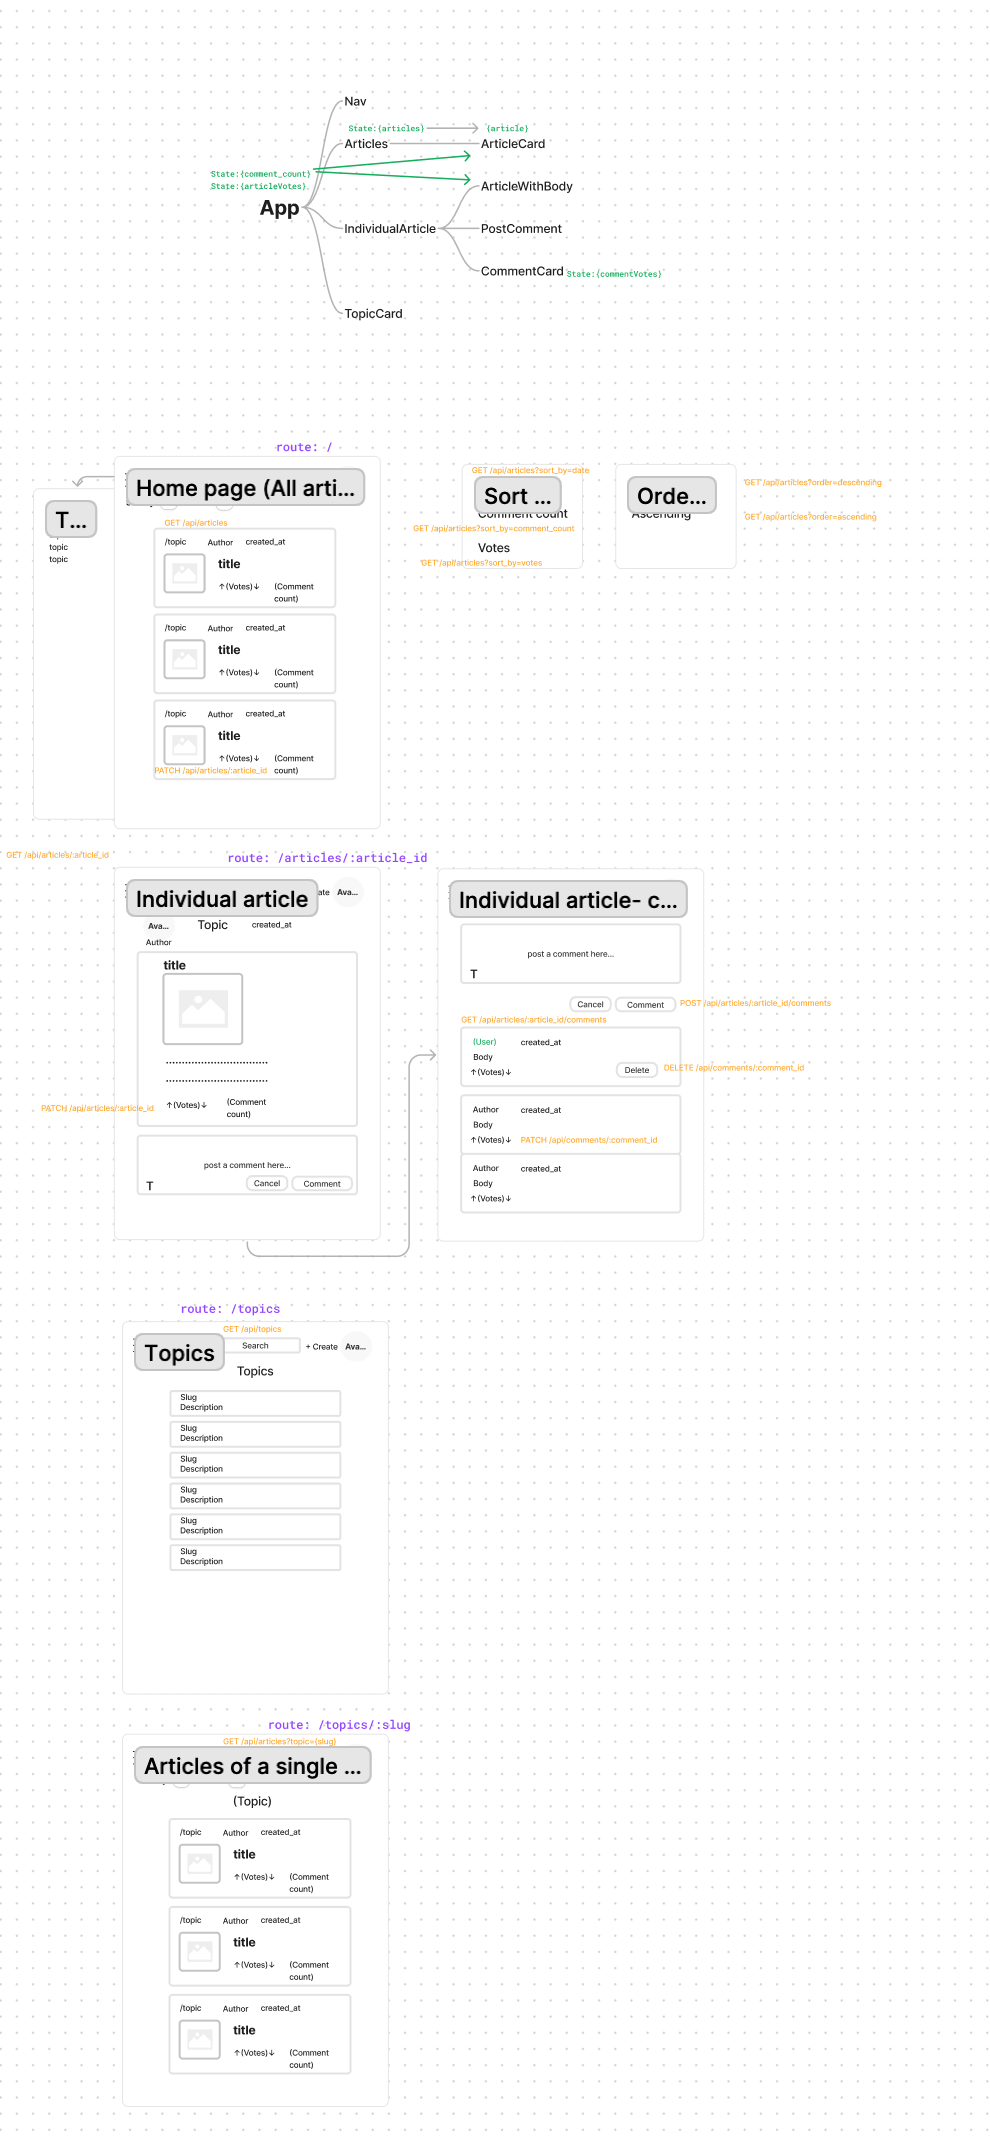 Nav
State:{articles}
{article}
Articles
ArticleCard
State:{comment_count}
State:{articleVotes}
ArticleWithBody
App
IndividualArticle
PostComment
CommentCard
State:{commentVotes}
TopicCard
route: /
Home page (All arti...
T...
topic
topic
GET /api/articles
/topic
Author
created_at
title
↑(Votes)↓
(Comment
count)
/topic
Author
created_at
title
↑(Votes)↓
(Comment
count)
/topic
Author
created_at
title
↑(Votes)↓
(Comment
count)
PATCH /api/articles/:article_id
GET /api/articles?sort_by=date
Sort ...
Comment count
GET /api/articles?sort_by=comment_count
Votes
GET /api/articles?sort_by=votes
Orde...
Ascending
GET /api/articles?order=descending
GET /api/articles?order=ascending
GET /api/articles/:article_id
route: /articles/:article_id
Individual article
Ava...
Ava...
Topic
created_at
Author
title
PATCH /api/articles/:article_id
↑(Votes)↓
(Comment
count)
post a comment here...
T
Cancel
Comment
Individual article- c...
post a comment here...
T
Cancel
Comment
POST /api/articles/:article_id/comments
GET /api/articles/:article_id/comments
(User)
created_at
Body
↑(Votes)↓
Delete
DELETE /api/comments/:comment_id
Author
created_at
Body
↑(Votes)↓
PATCH /api/comments/:comment_id
Author
created_at
Body
↑(Votes)↓
route: /topics
GET /api/topics
Topics
Search
+ Create
Ava...
Topics
Slug
Description
Slug
Description
Slug
Description
Slug
Description
Slug
Description
Slug
Description
route: /topics/:slug
GET /api/articles?topic={slug}
Articles of a single ...
(Topic)
/topic
Author
created_at
title
↑(Votes)↓
(Comment
count)
/topic
Author
created_at
title
↑(Votes)↓
(Comment
count)
/topic
Author
created_at
title
↑(Votes)↓
(Comment
count)